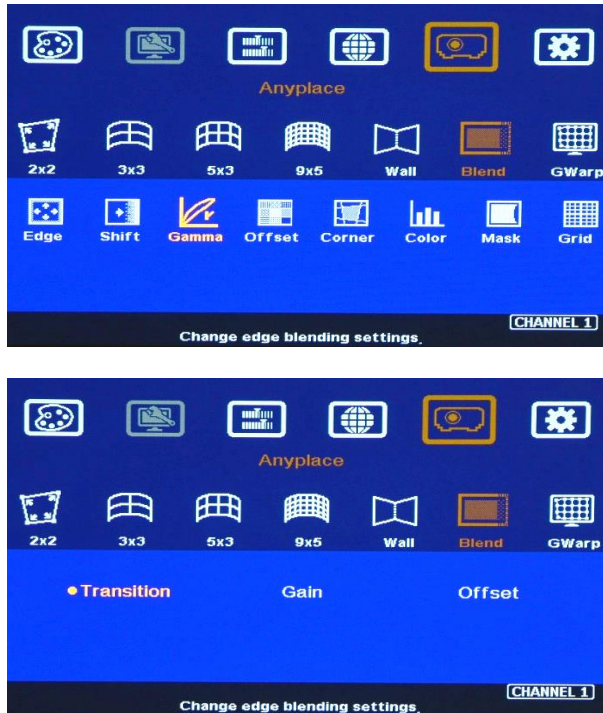 Anyplace
2x2 3x3 5x3 9x5 Wall Blend GWarp
Edge Shift Gamma Offset Corner Color Mask Grid
CHANNEL 1
Change edge blending settings.
Anyplace
2x2 3x3 5x3 9x5 Wall Blend GWarp
Transition Gain Offset
CHANNEL 1
Change edge blending settings.